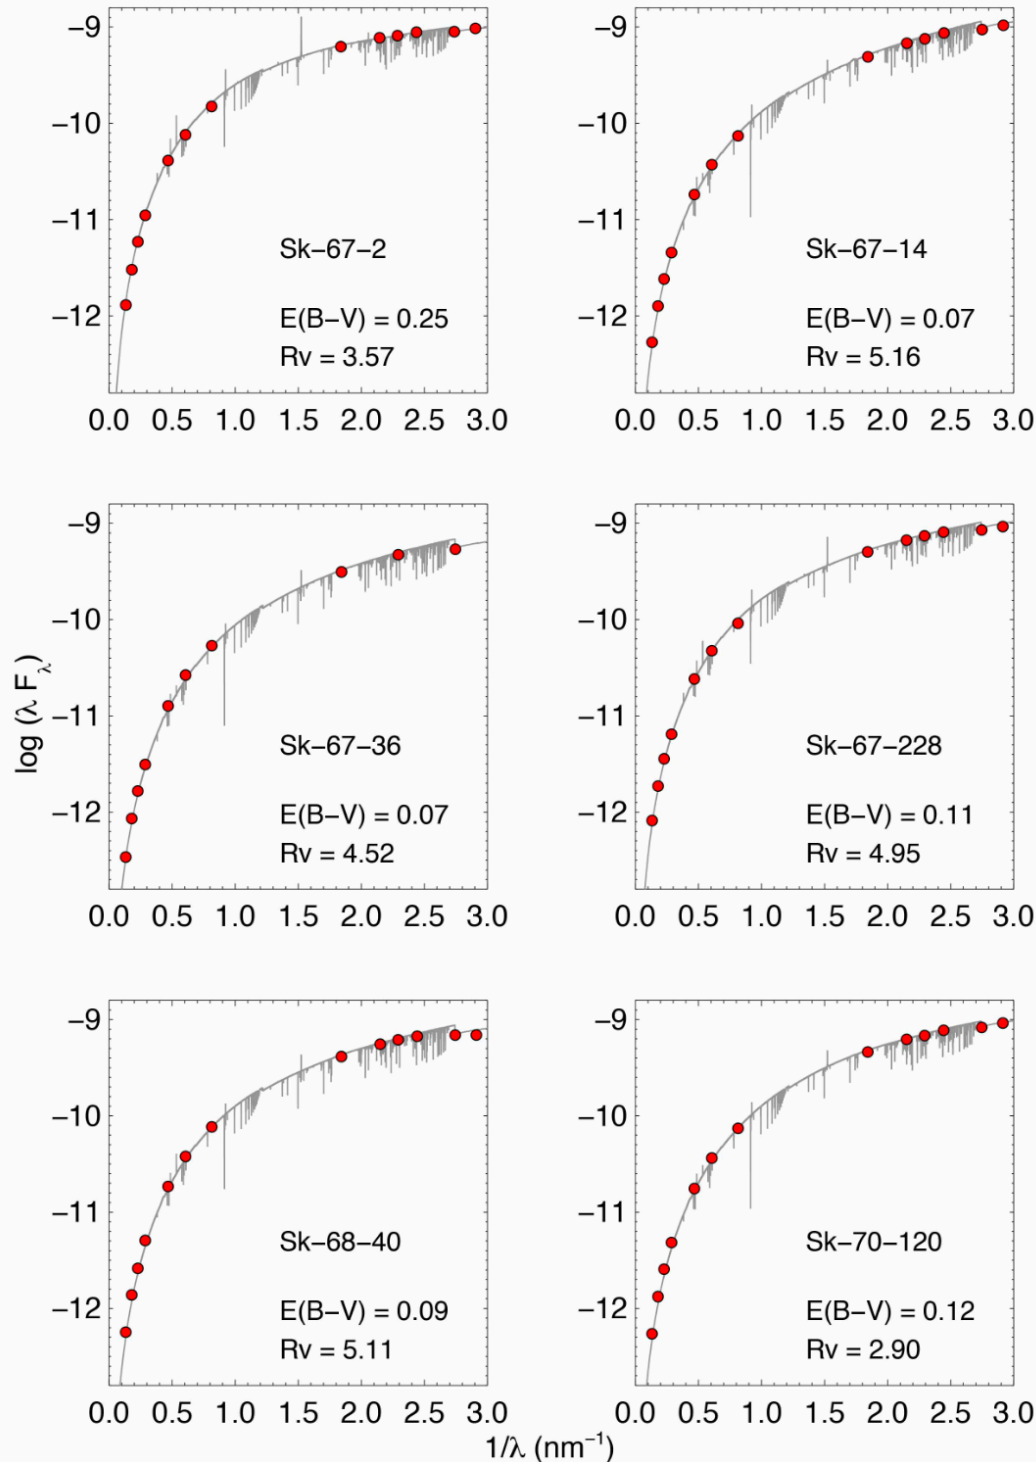 −9
−10
−11
−12
Sk−67−2
E(B−V) = 0.25
Rv = 3.57
0.0 0.5 1.0 1.5 2.0 2.5 3.0
−9
−10
−11
−12
Sk−67−14
E(B−V) = 0.07
Rv = 5.16
0.0 0.5 1.0 1.5 2.0 2.5 3.0
log (λ F_λ)
−9
−10
−11
−12
Sk−67−36
E(B−V) = 0.07
Rv = 4.52
0.0 0.5 1.0 1.5 2.0 2.5 3.0
−9
−10
−11
−12
Sk−67−228
E(B−V) = 0.11
Rv = 4.95
0.0 0.5 1.0 1.5 2.0 2.5 3.0
−9
−10
−11
−12
Sk−68−40
E(B−V) = 0.09
Rv = 5.11
0.0 0.5 1.0 1.5 2.0 2.5 3.0
−9
−10
−11
−12
Sk−70−120
E(B−V) = 0.12
Rv = 2.90
0.0 0.5 1.0 1.5 2.0 2.5 3.0
1/λ (nm⁻¹)